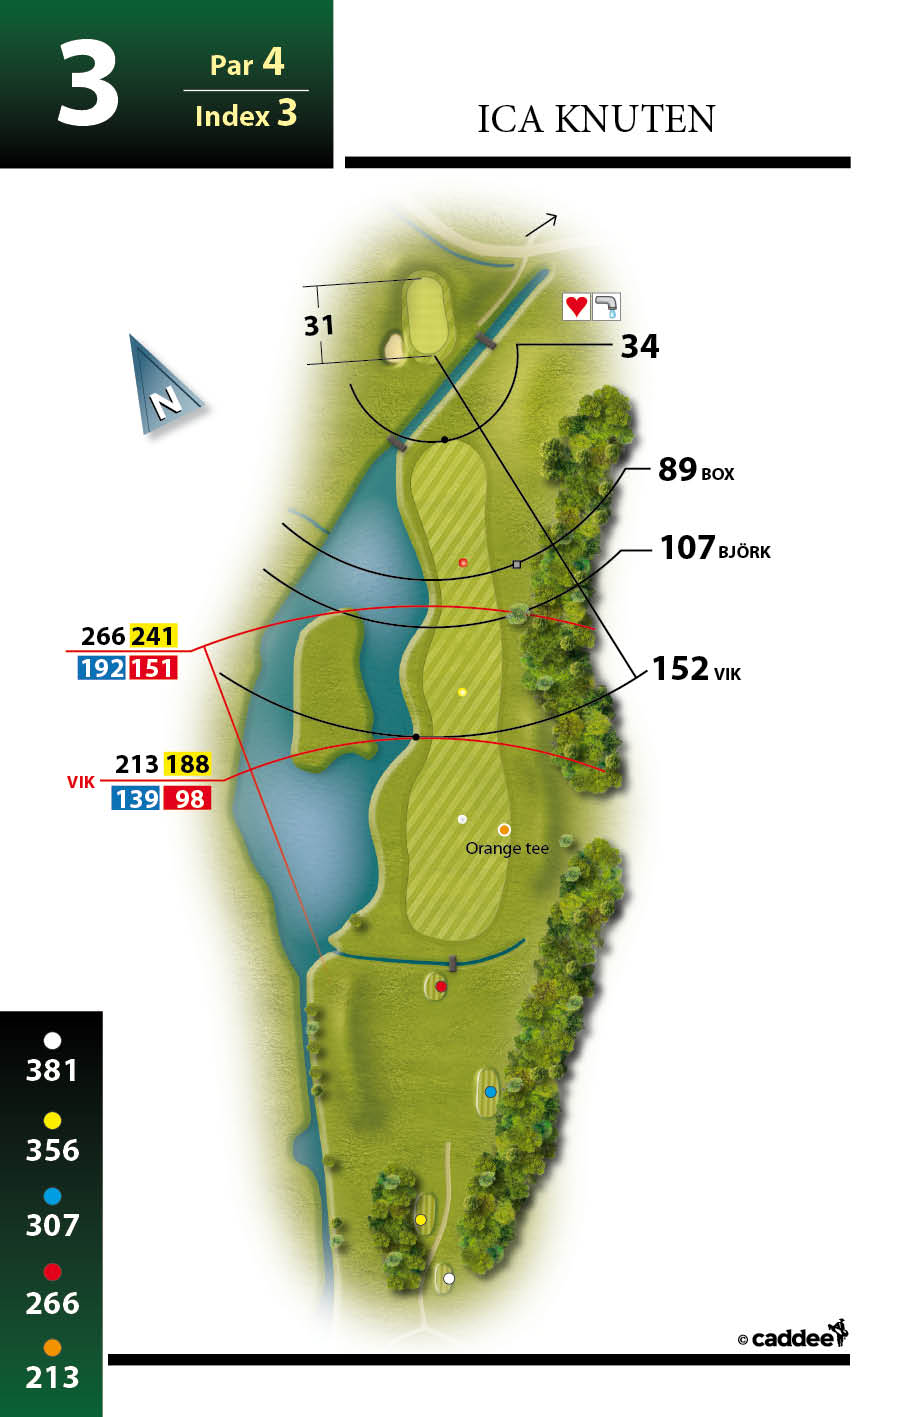 3
Par 4
Index 3
ICA KNUTEN
31
34
N
89 BOX
107 BJÖRK
266 241
192 151
152 VIK
213 188
VIK
139 98
Orange tee
381
356
307
266
213
© caddee